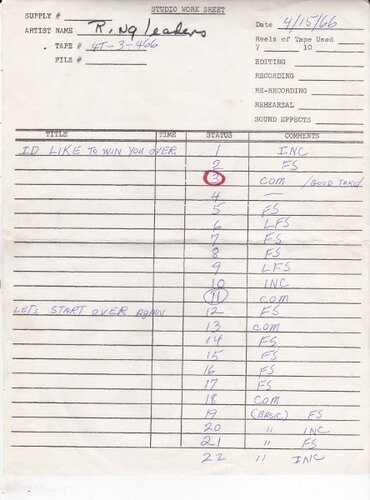 STUDIO WORK SHEET
SUPPLY #
Date 4/15/66
ARTIST NAME Ringleaders
Reels of Tape Used
TAPE # 4T-3-466
7 10
FILE #
EDITING
RECORDING
RE-RECORDING
REHEARSAL
SOUND EFFECTS
TITLE TIME STATUS COMMENTS
I'D LIKE TO WIN YOU OVER 1 INC
2 FS
3 COM /GOOD TAKE/
4 —
5 FS
6 LFS
7 FS
8 FS
9 LFS
10 INC
11 COM
LETS START OVER AGAIN 12 FS
13 COM
14 FS
15 FS
16 FS
17 FS
18 COM
19 (BASIC) FS
20 " INC
21 " FS
22 " INC